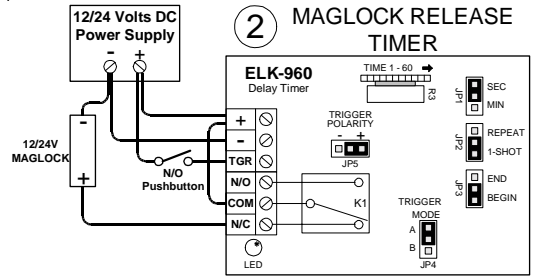 12/24 Volts DC
Power Supply
- +
2
MAGLOCK RELEASE
TIMER
ELK-960
Delay Timer
TIME 1 - 60
R3
JP1
SEC
MIN
TRIGGER
POLARITY
- +
JP5
JP2
REPEAT
1-SHOT
JP3
END
BEGIN
12/24V
MAGLOCK
-
+
N/O
Pushbutton
+
-
TGR
N/O
COM
N/C
K1
TRIGGER
MODE
A
B
JP4
LED